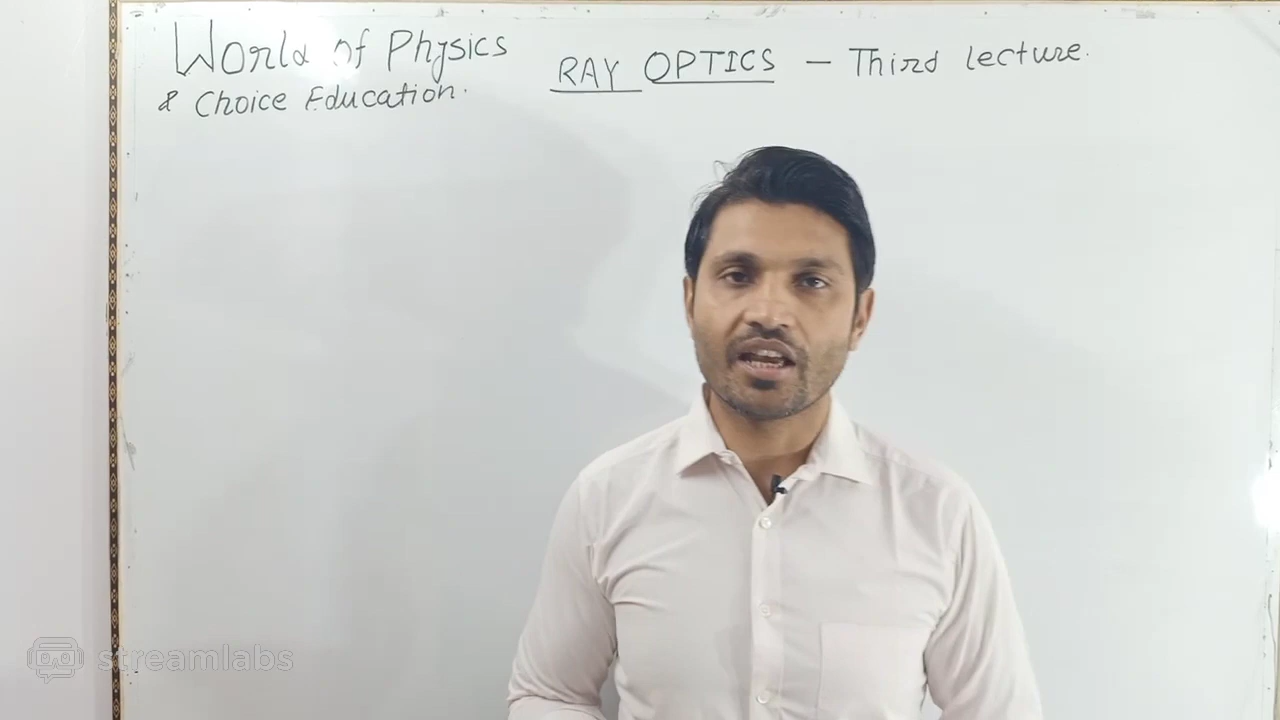 World of Physics
& Choice Education.
RAY OPTICS – Third lecture.
streamlabs